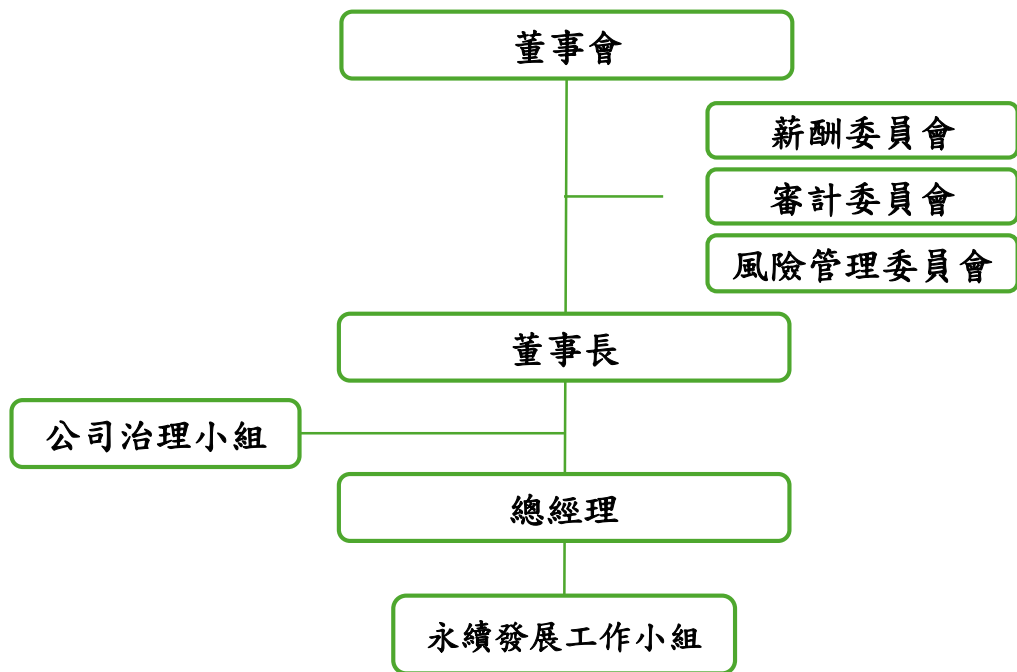 董事會
薪酬委員會
審計委員會
風險管理委員會
董事長
公司治理小組
總經理
永續發展工作小組